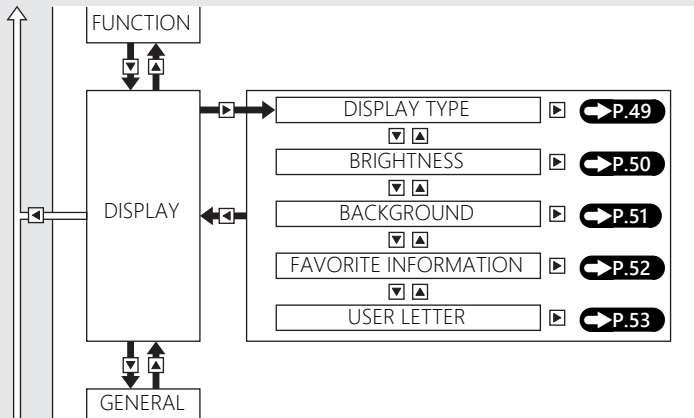 FUNCTION
DISPLAY
DISPLAY TYPE P.49
BRIGHTNESS P.50
BACKGROUND P.51
FAVORITE INFORMATION P.52
USER LETTER P.53
GENERAL